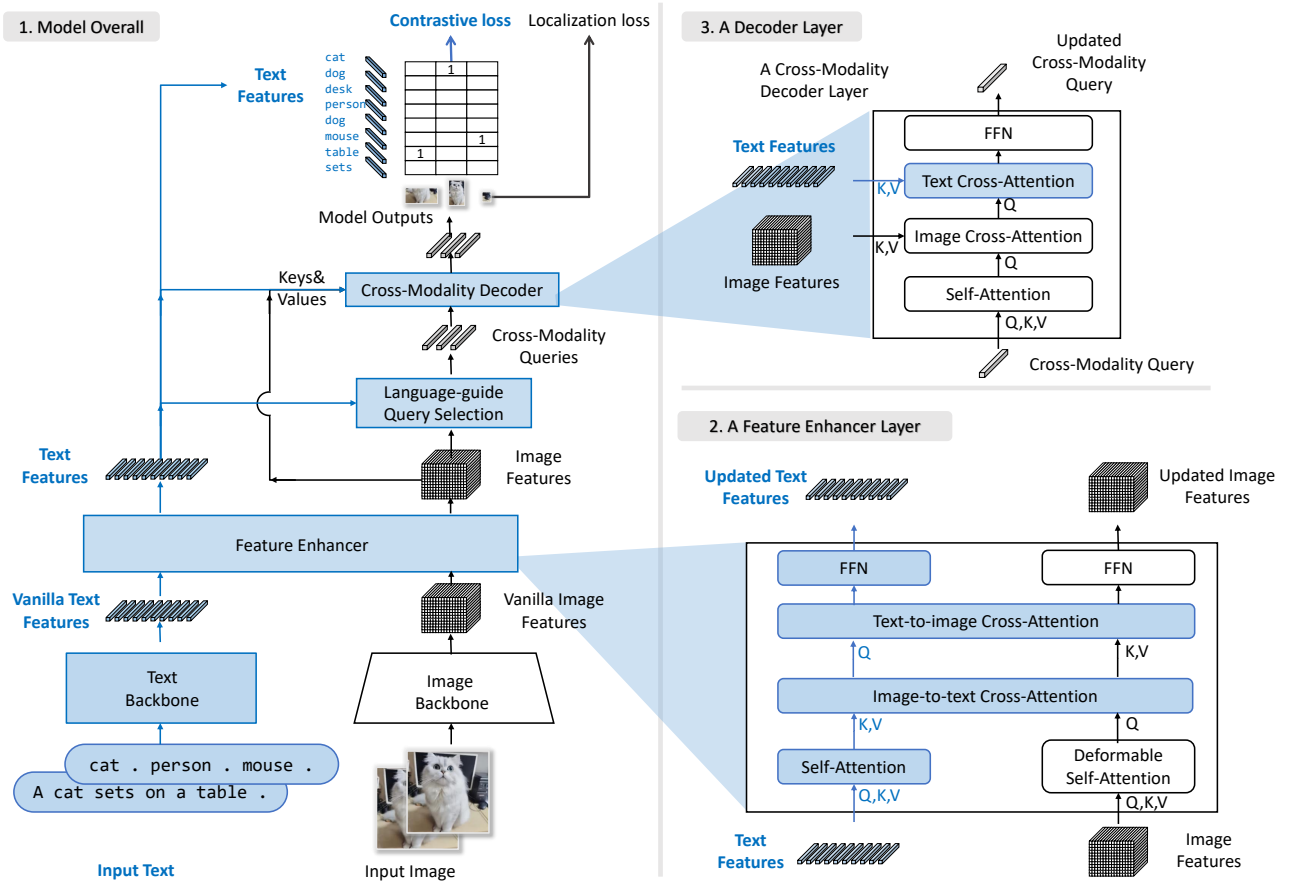 1. Model Overall
Contrastive loss
Localization loss
Text
Features
cat
dog
desk
person
dog
mouse
table
sets
1
1
1
Model Outputs
Keys&
Values
Cross-Modality Decoder
Cross-Modality
Queries
Language-guide
Query Selection
Text
Features
Image
Features
Feature Enhancer
Vanilla Text
Features
Vanilla Image
Features
Text
Backbone
Image
Backbone
cat . person . mouse .
A cat sets on a table .
Input Text
Input Image
3. A Decoder Layer
Updated
Cross-Modality
Query
A Cross-Modality
Decoder Layer
FFN
Text Features
Text Cross-Attention
K,V
Q
Image Cross-Attention
K,V
Q
Image Features
Self-Attention
Q,K,V
Cross-Modality Query
2. A Feature Enhancer Layer
Updated Text
Features
Updated Image
Features
FFN
FFN
Text-to-image Cross-Attention
Q
K,V
Image-to-text Cross-Attention
K,V
Q
Self-Attention
Deformable
Self-Attention
Q,K,V
Q,K,V
Text
Features
Image
Features